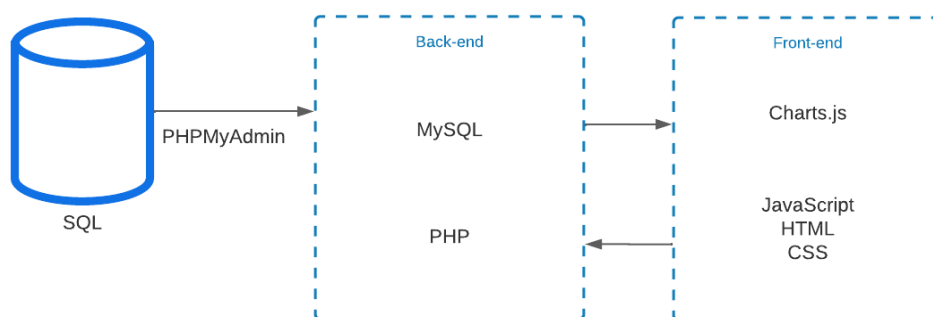 SQL
PHPMyAdmin
Back-end
MySQL
PHP
Front-end
Charts.js
JavaScript
HTML
CSS